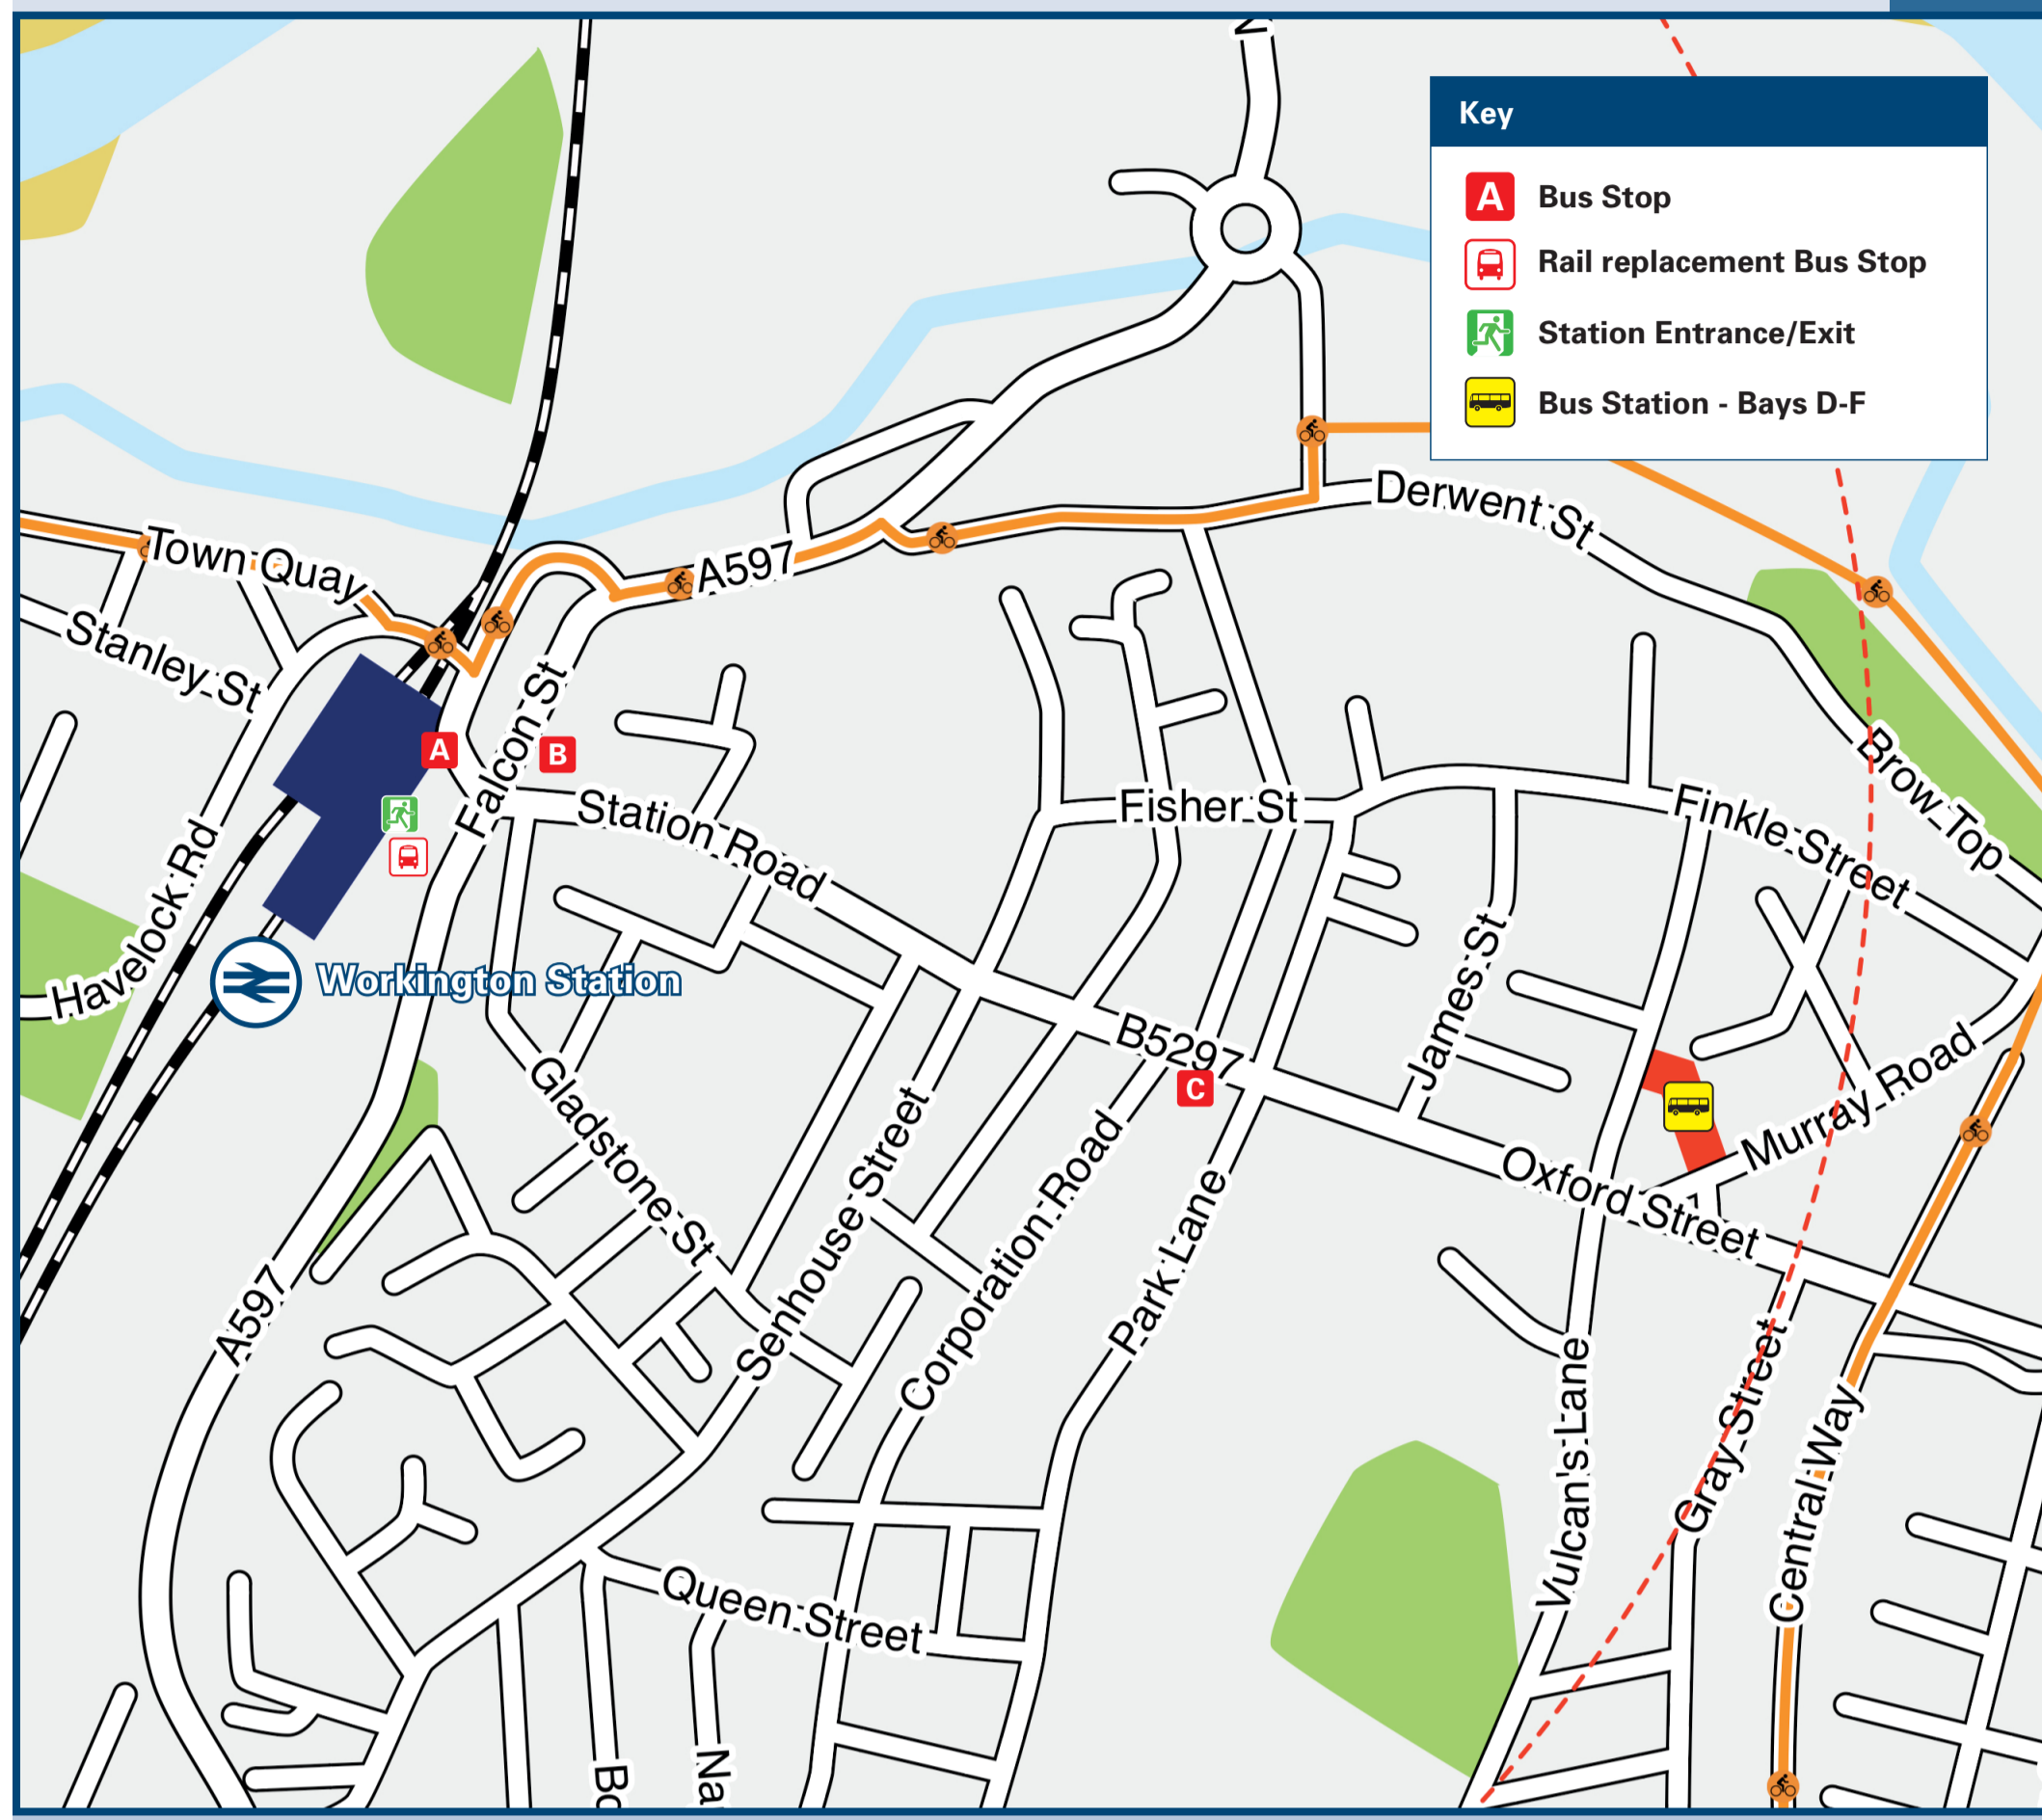 N
Key
A Bus Stop
Rail replacement Bus Stop
Station Entrance/Exit
Bus Station - Bays D-F
Derwent St
A597
Town Quay
Stanley St
Falcon St
A
B
Station Road
Fisher St
Finkle Street
Brow Top
Havelock Rd
Workington Station
B5297
C
James St
Murray Road
Gladstone St
Senhouse Street
Corporation Road
Park Lane
Oxford Street
A597
Vulcan's Lane
Gray Street
Central Way
Queen Street
Bo
Na